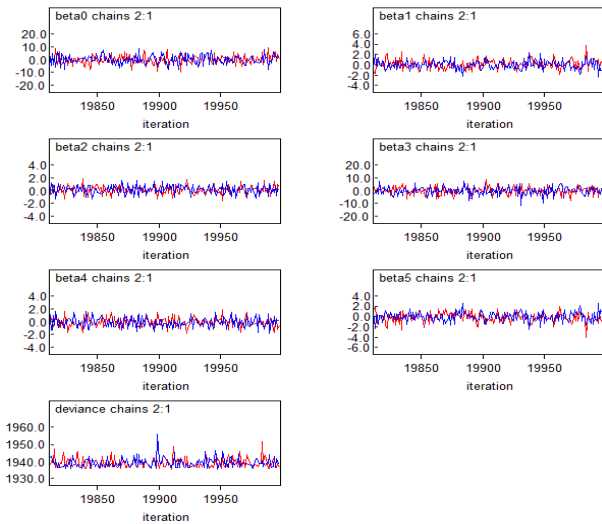 beta0 chains 2:1
20.0
10.0
0.0
-10.0
-20.0
19850 19900 19950
iteration
beta1 chains 2:1
6.0
4.0
2.0
0.0
-2.0
-4.0
19850 19900 19950
iteration
beta2 chains 2:1
4.0
2.0
0.0
-2.0
-4.0
19850 19900 19950
iteration
beta3 chains 2:1
20.0
10.0
0.0
-10.0
-20.0
19850 19900 19950
iteration
beta4 chains 2:1
4.0
2.0
0.0
-2.0
-4.0
19850 19900 19950
iteration
beta5 chains 2:1
4.0
2.0
0.0
-2.0
-4.0
-6.0
19850 19900 19950
iteration
deviance chains 2:1
1960.0
1950.0
1940.0
1930.0
19850 19900 19950
iteration